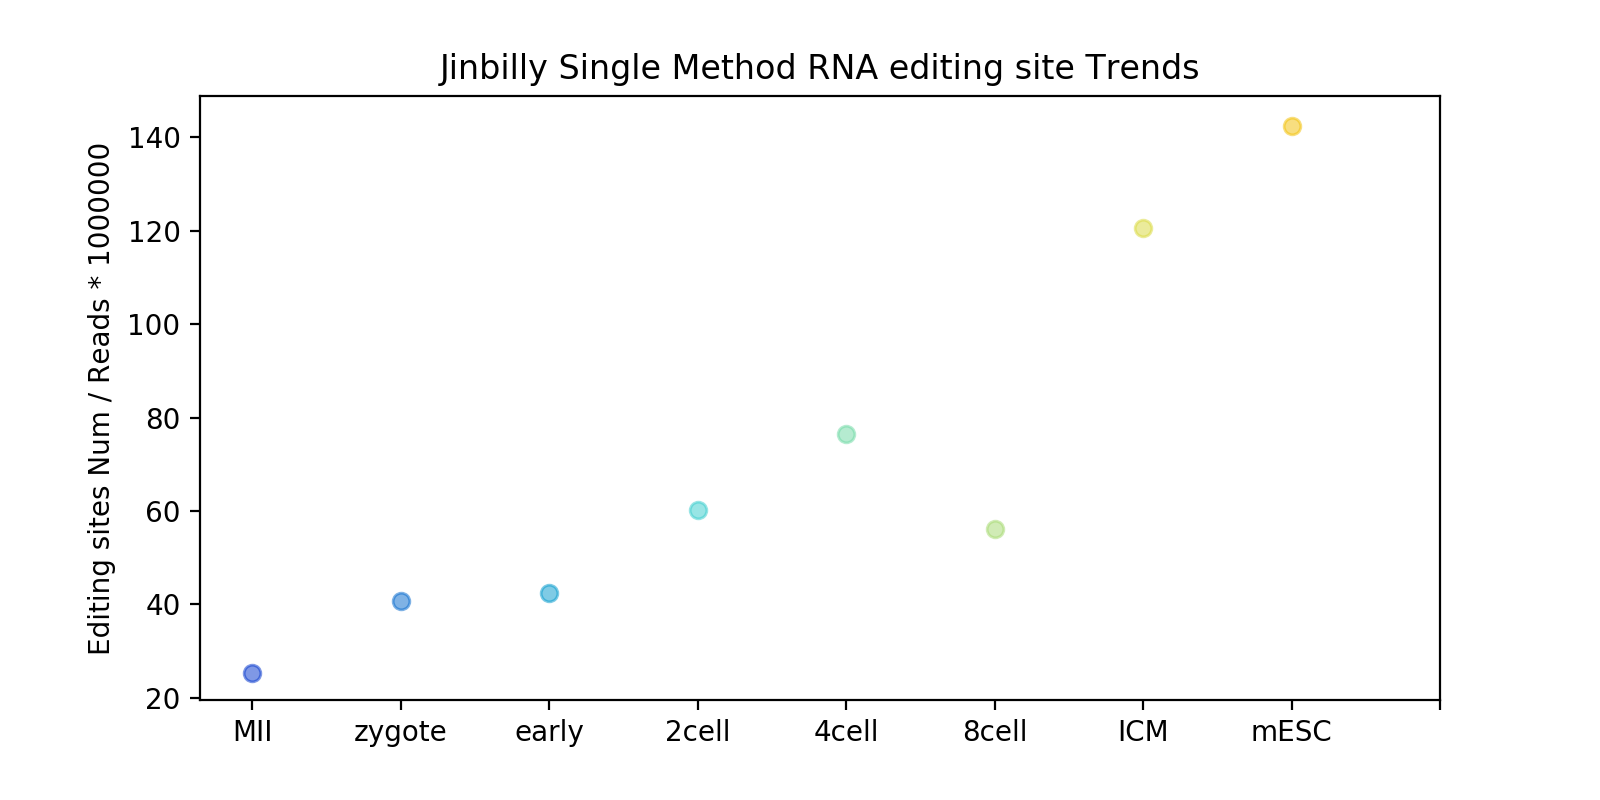 Jinbilly Single Method RNA editing site Trends
Editing sites Num / Reads * 1000000
140
120
100
80
60
40
20
MII zygote early 2cell 4cell 8cell ICM mESC